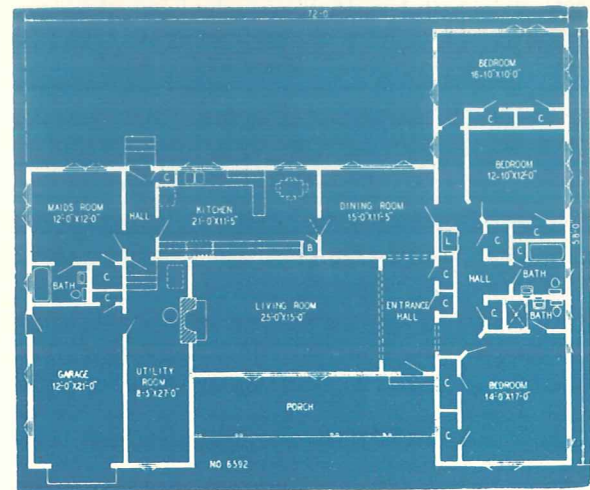 72-0"
BEDROOM
16-10"X10-0"
C
C
BEDROOM
12-10"X12-0"
58-0
MAIDS ROOM
12-0"X12-0"
HALL
C
KITCHEN
21-0"X11-5"
DINING ROOM
15-0"X11-5"
B
L
C
C
C
C
C
HALL
BATH
BATH
C
BATH
C
C
LIVING ROOM
25-0"X15-0"
ENTRANCE
HALL
GARAGE
12-0"X21-0"
UTILITY
ROOM
8-5"X27-0"
PORCH
C
C
BEDROOM
14-0"X17-0"
NO 6592